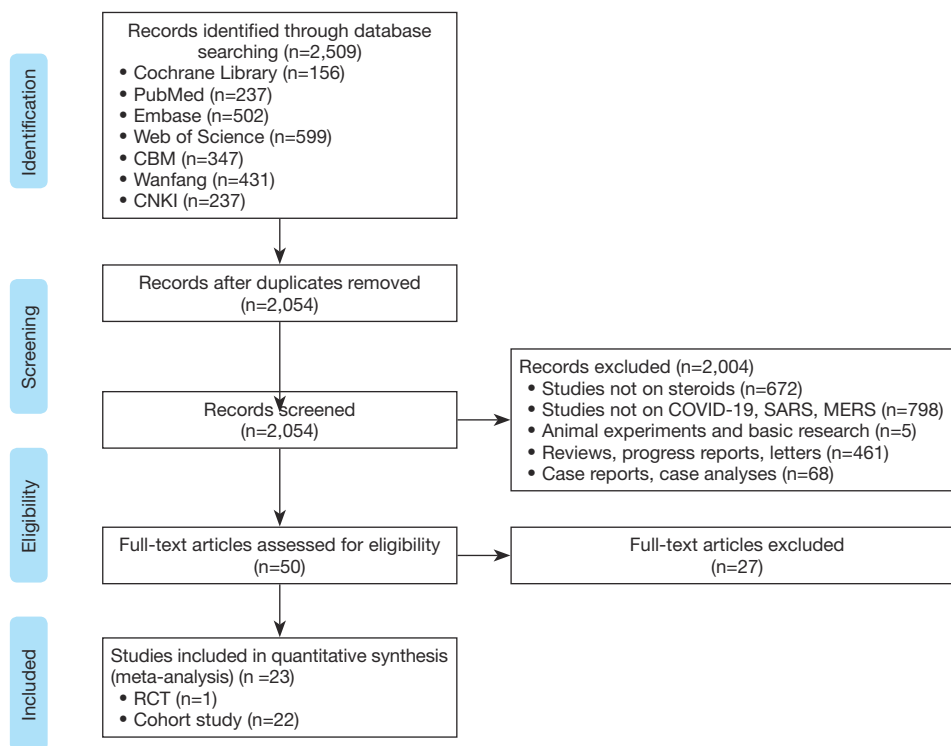 Identification
Records identified through database
searching (n=2,509)
• Cochrane Library (n=156)
• PubMed (n=237)
• Embase (n=502)
• Web of Science (n=599)
• CBM (n=347)
• Wanfang (n=431)
• CNKI (n=237)
Screening
Records after duplicates removed
(n=2,054)
Records screened
(n=2,054)
Records excluded (n=2,004)
• Studies not on steroids (n=672)
• Studies not on COVID-19, SARS, MERS (n=798)
• Animal experiments and basic research (n=5)
• Reviews, progress reports, letters (n=461)
• Case reports, case analyses (n=68)
Eligibility
Full-text articles assessed for eligibility
(n=50)
Full-text articles excluded
(n=27)
Included
Studies included in quantitative synthesis
(meta-analysis) (n =23)
• RCT (n=1)
• Cohort study (n=22)